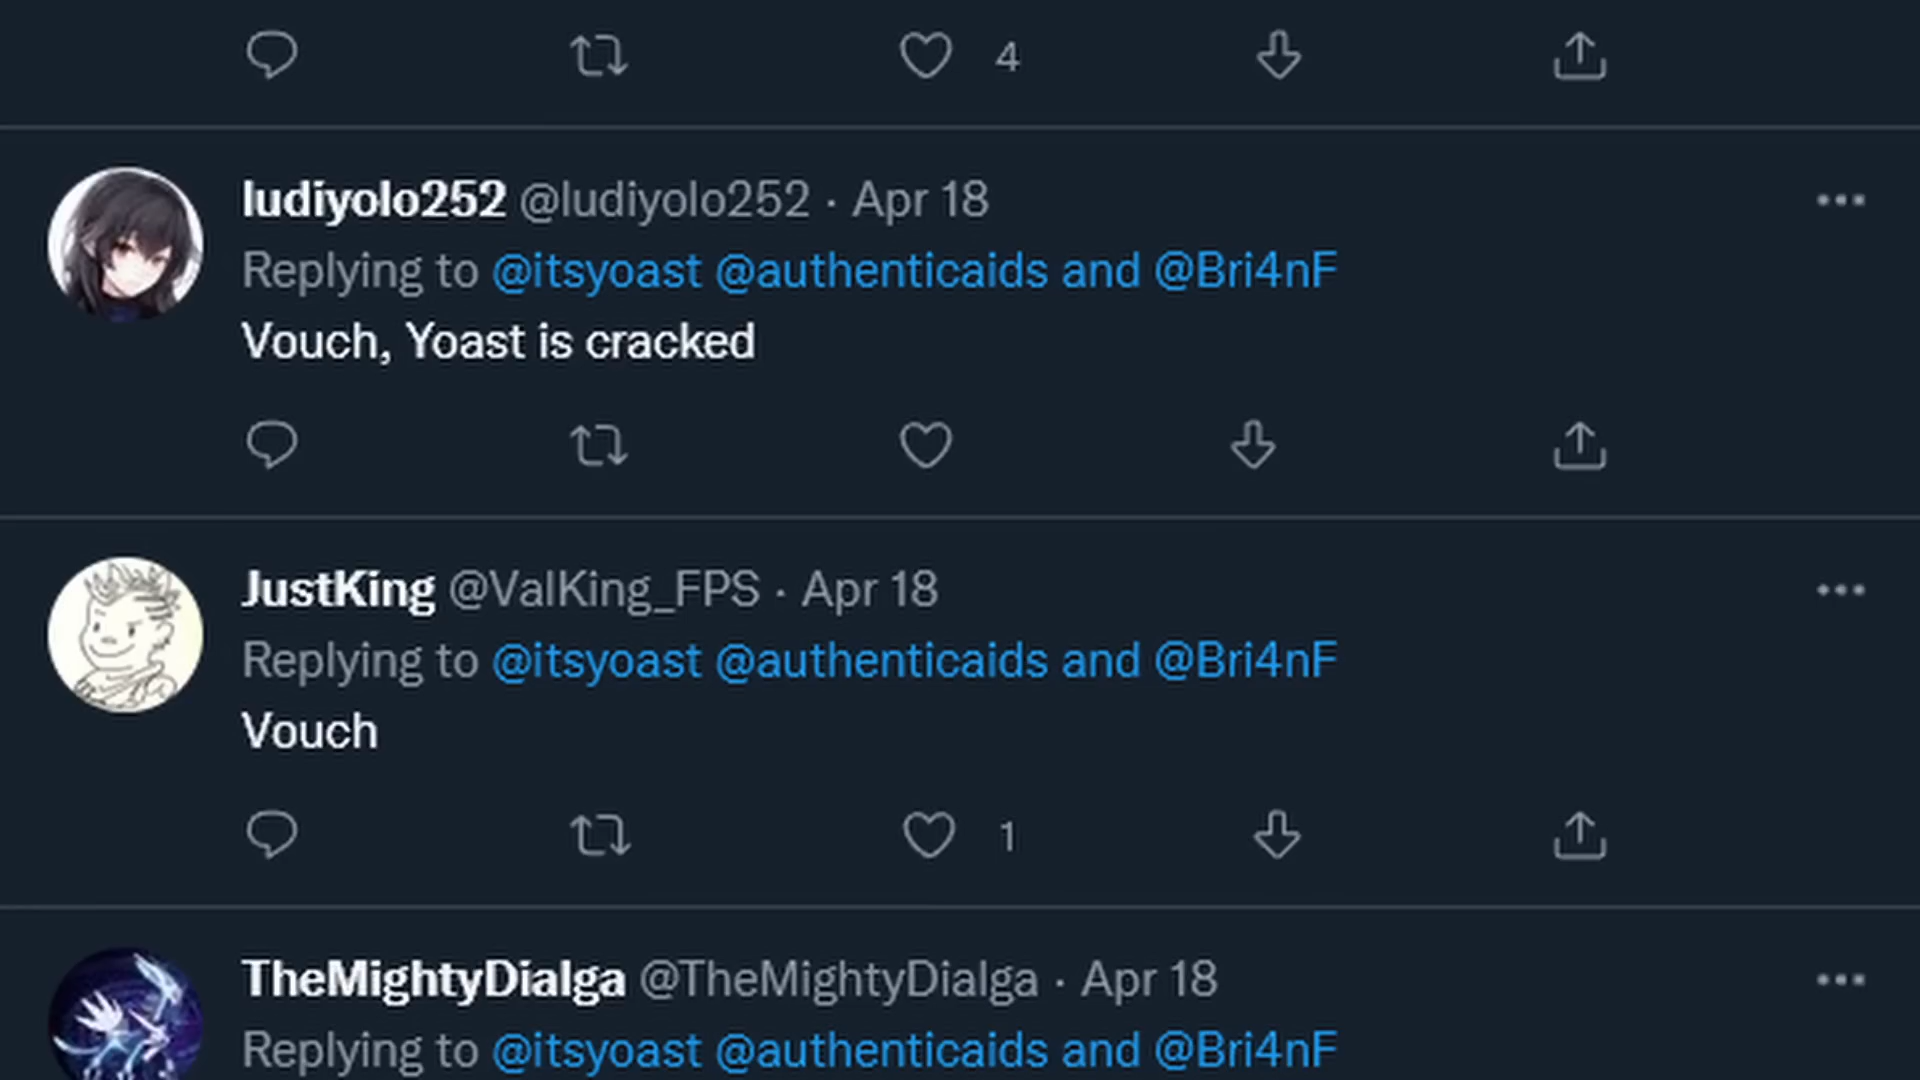 4
ludiyolo252 @ludiyolo252 · Apr 18
Replying to @itsyoast @authenticaids and @Bri4nF
Vouch, Yoast is cracked
JustKing @ValKing_FPS · Apr 18
Replying to @itsyoast @authenticaids and @Bri4nF
Vouch
1
TheMightyDialga @TheMightyDialga · Apr 18
Replying to @itsyoast @authenticaids and @Bri4nF